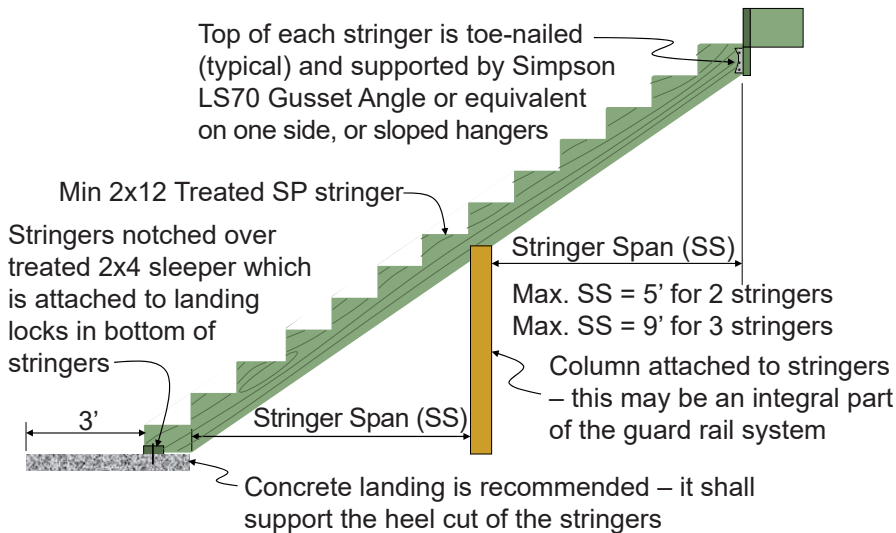 Top of each stringer is toe-nailed
(typical) and supported by Simpson
LS70 Gusset Angle or equivalent
on one side, or sloped hangers
Min 2x12 Treated SP stringer
Stringers notched over
treated 2x4 sleeper which
is attached to landing
locks in bottom of
stringers
Stringer Span (SS)
Max. SS = 5’ for 2 stringers
Max. SS = 9’ for 3 stringers
Column attached to stringers
– this may be an integral part
of the guard rail system
3’
Stringer Span (SS)
Concrete landing is recommended – it shall
support the heel cut of the stringers